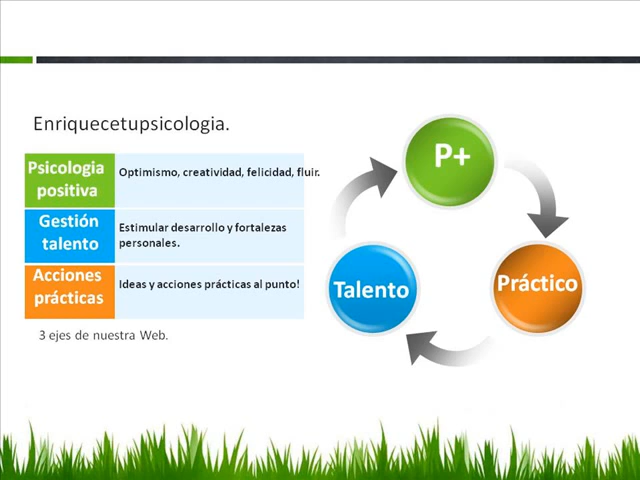 Enriquecetupsicologia.
Psicologia
positiva
Optimismo, creatividad, felicidad, fluir.
Gestión
talento
Estimular desarrollo y fortalezas
personales.
Acciones
prácticas
Ideas y acciones prácticas al punto!
3 ejes de nuestra Web.
P+
Talento
Práctico